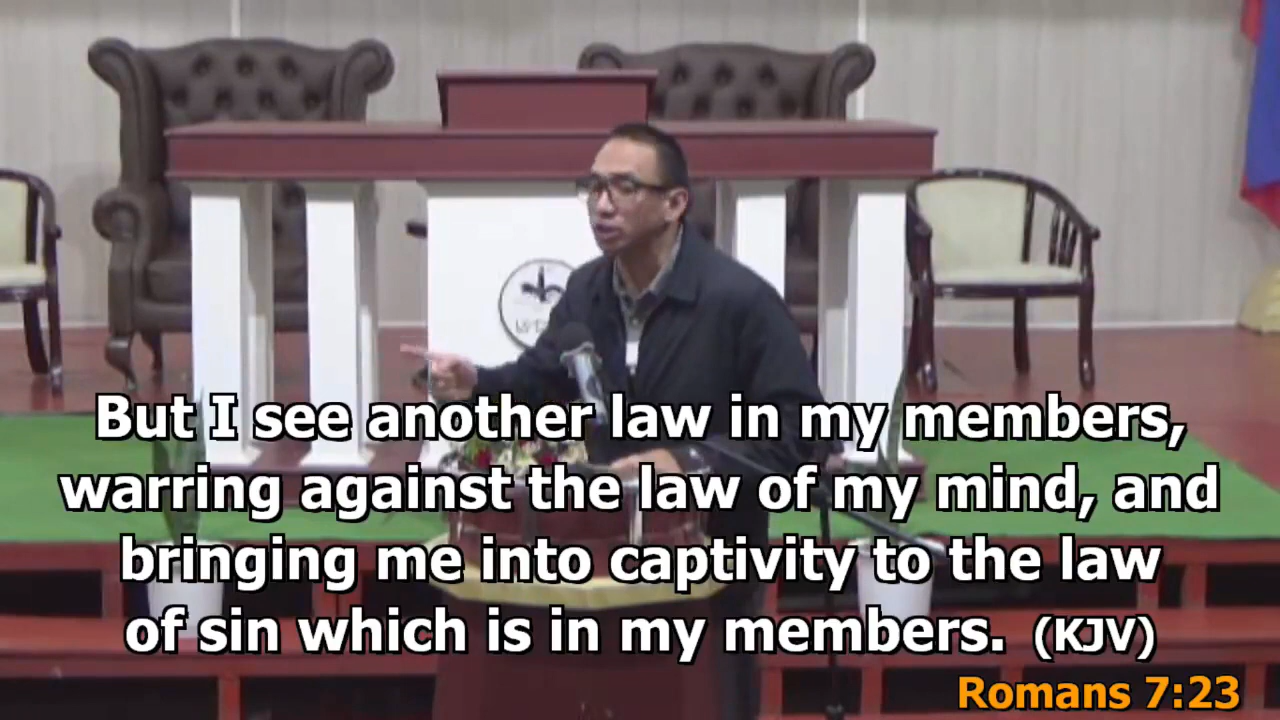 But I see another law in my members,
warring against the law of my mind, and
bringing me into captivity to the law
of sin which is in my members. (KJV)
Romans 7:23